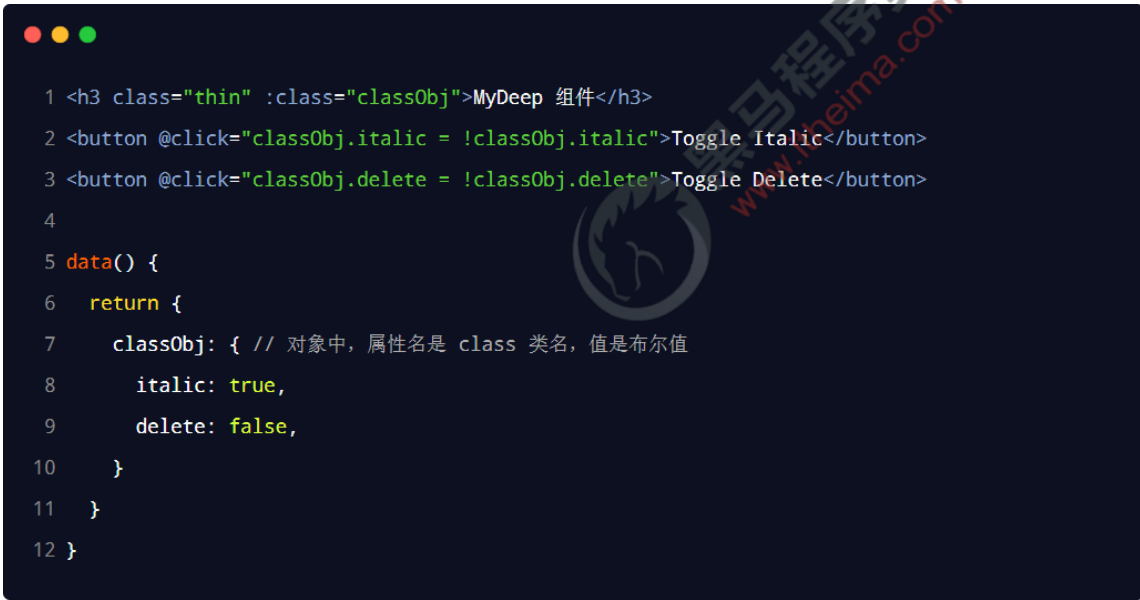 1 <h3 class="thin" :class="classObj">MyDeep 组件</h3>
2 <button @click="classObj.italic = !classObj.italic">Toggle Italic</button>
3 <button @click="classObj.delete = !classObj.delete">Toggle Delete</button>
4
5 data() {
6   return {
7     classObj: { // 对象中，属性名是 class 类名，值是布尔值
8       italic: true,
9       delete: false,
10     }
11   }
12 }
黑马程序
www.itheima.com